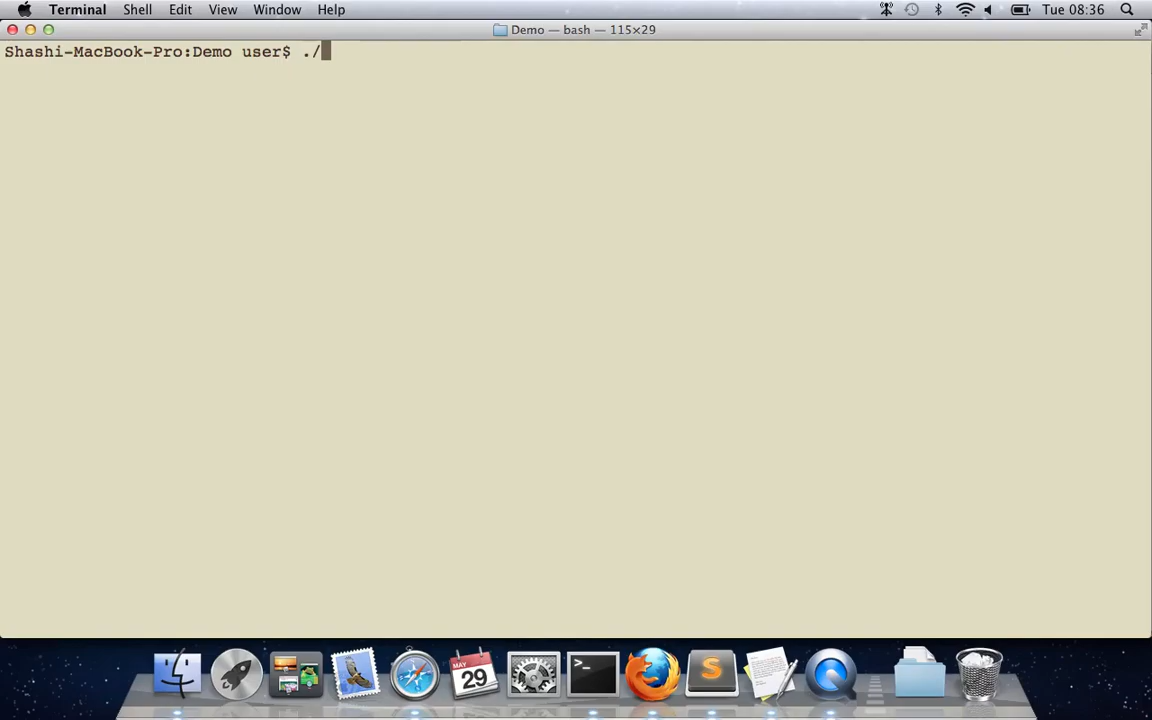 Terminal Shell Edit View Window Help Tue 08:36
Demo — bash — 115×29
Shashi-MacBook-Pro:Demo user$ ./
MAY
29
>_
S